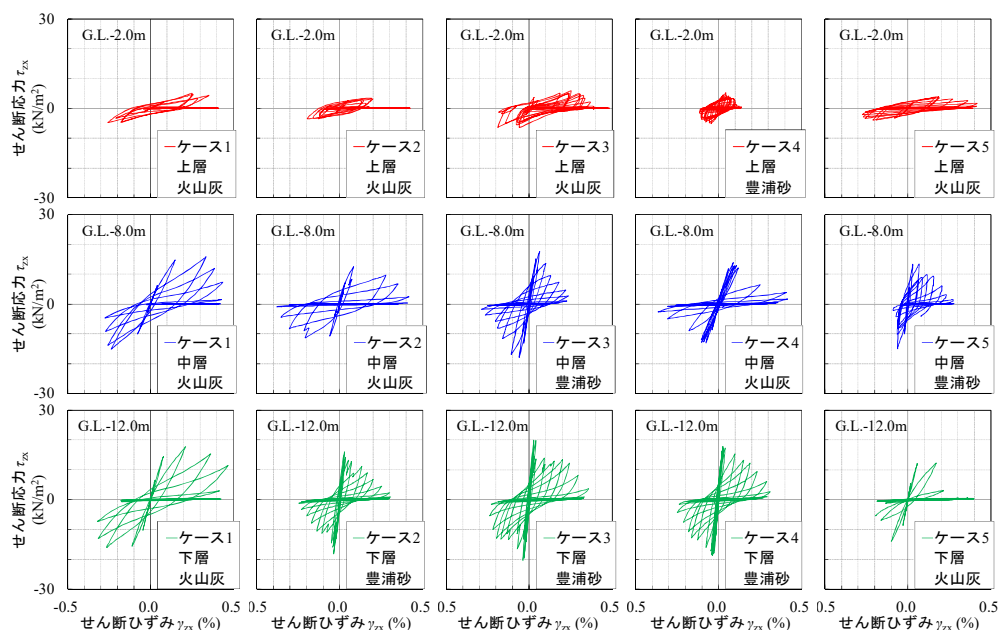 30
せん断応力 τzx
(kN/m²)
0
-30
G.L.-2.0m
ケース1
上層
火山灰
G.L.-2.0m
ケース2
上層
火山灰
G.L.-2.0m
ケース3
上層
火山灰
G.L.-2.0m
ケース4
上層
豊浦砂
G.L.-2.0m
ケース5
上層
火山灰
30
せん断応力 τzx
(kN/m²)
0
-30
G.L.-8.0m
ケース1
中層
火山灰
G.L.-8.0m
ケース2
中層
火山灰
G.L.-8.0m
ケース3
中層
豊浦砂
G.L.-8.0m
ケース4
中層
火山灰
G.L.-8.0m
ケース5
中層
豊浦砂
30
せん断応力 τzx
(kN/m²)
0
-30
G.L.-12.0m
ケース1
下層
火山灰
G.L.-12.0m
ケース2
下層
豊浦砂
G.L.-12.0m
ケース3
下層
豊浦砂
G.L.-12.0m
ケース4
下層
豊浦砂
G.L.-12.0m
ケース5
下層
火山灰
-0.5 0.0 0.5
0.5 0.0 0.5
0.5 0.0 0.5
0.5 0.0 0.5
0.5 0.0 0.5
せん断ひずみ γzx (%)
せん断ひずみ γzx (%)
せん断ひずみ γzx (%)
せん断ひずみ γzx (%)
せん断ひずみ γzx (%)